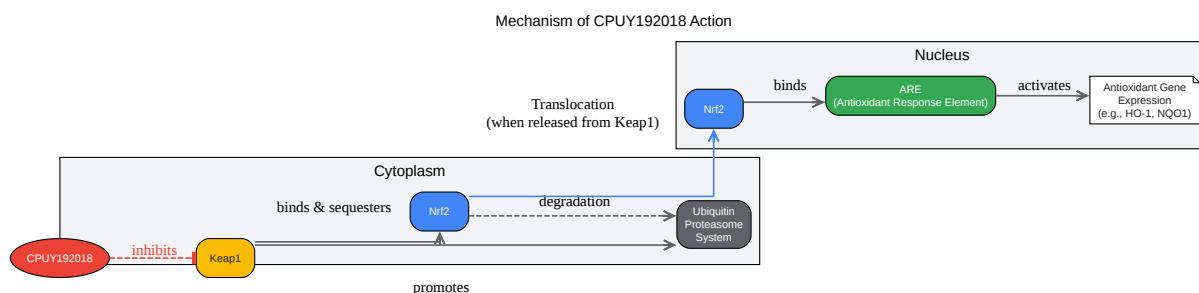 Mechanism of CPUY192018 Action
Nucleus
Nrf2
binds
ARE
(Antioxidant Response Element)
activates
Antioxidant Gene
Expression
(e.g., HO-1, NQO1)
Translocation
(when released from Keap1)
Cytoplasm
binds & sequesters
Nrf2
degradation
Ubiquitin
Proteasome
System
CPUY192018
inhibits
Keap1
promotes